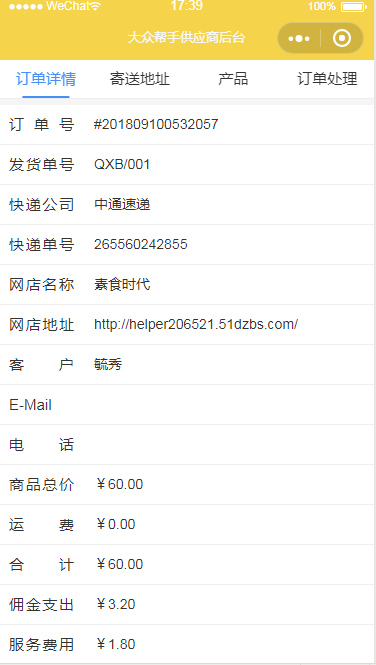 WeChat 17:39 100%
大众帮手供应商后台
订单详情 寄送地址 产品 订单处理
订单号 #201809100532057
发货单号 QXB/001
快递公司 中通速递
快递单号 265560242855
网店名称 素食时代
网店地址 http://helper206521.51dzbs.com/
客户 毓秀
E-Mail
电话
商品总价 ￥60.00
运费 ￥0.00
合计 ￥60.00
佣金支出 ￥3.20
服务费用 ￥1.80